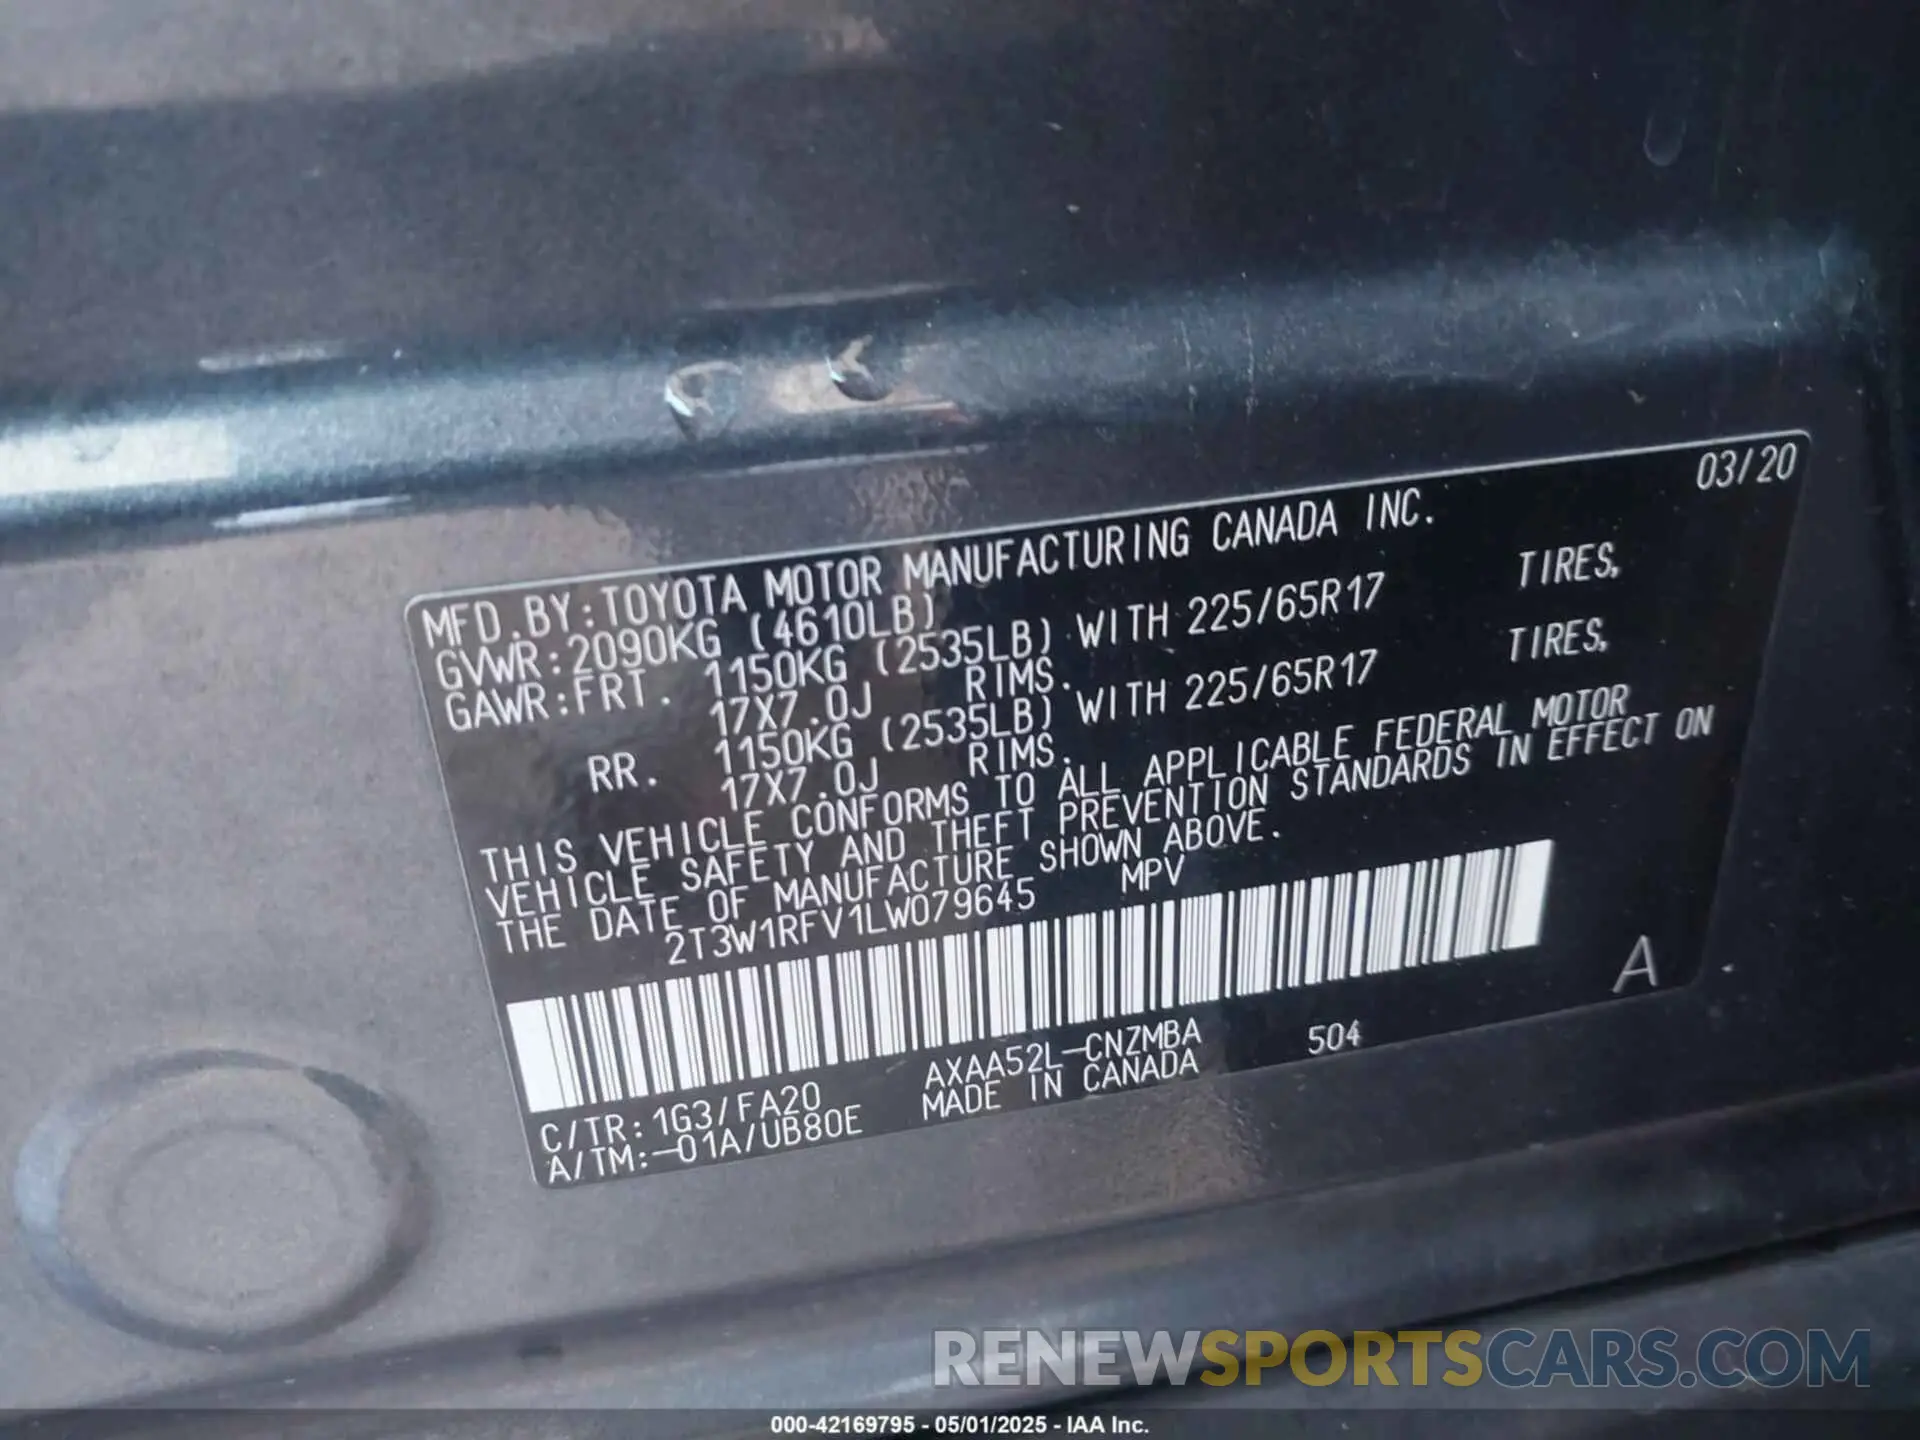 03/20
MFD.BY:TOYOTA MOTOR MANUFACTURING CANADA INC.
GVWR:2090KG (4610LB)
GAWR:FRT. 1150KG (2535LB) WITH 225/65R17 TIRES,
17X7.0J RIMS.
RR. 1150KG (2535LB) WITH 225/65R17 TIRES,
17X7.0J RIMS.
THIS VEHICLE CONFORMS TO ALL APPLICABLE FEDERAL MOTOR
VEHICLE SAFETY AND THEFT PREVENTION STANDARDS IN EFFECT ON
THE DATE OF MANUFACTURE SHOWN ABOVE.
2T3W1RFV1LW079645 MPV
A
C/TR:1G3/FA20 AXAA52L-CNZMBA 504
A/TM:-01A/UB80E MADE IN CANADA
RENEWSPORTSCARS.COM
000-42169795 - 05/01/2025 - IAA Inc.